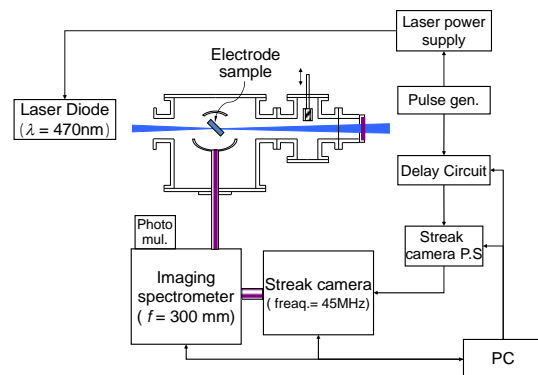 Laser power
supply
Electrode
sample
Laser Diode
(λ = 470nm)
Pulse gen.
Delay Circuit
Photo
mul.
Streak
camera P.S
Imaging
spectrometer
( f = 300 mm)
Streak camera
( freaq.= 45MHz)
PC